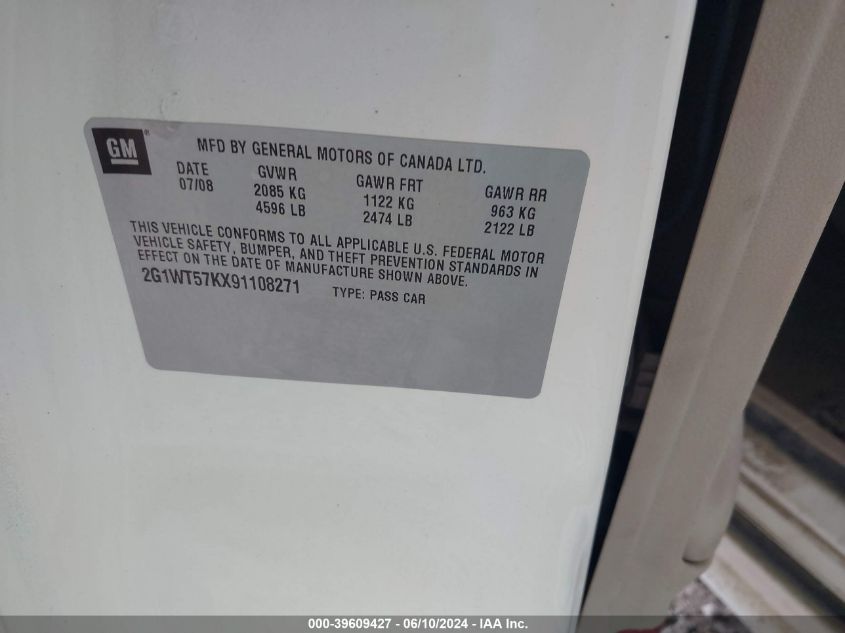 GM
®
MFD BY GENERAL MOTORS OF CANADA LTD.
DATE GVWR GAWR FRT GAWR RR
07/08 2085 KG 1122 KG 963 KG
4596 LB 2474 LB 2122 LB
THIS VEHICLE CONFORMS TO ALL APPLICABLE U.S. FEDERAL MOTOR
VEHICLE SAFETY, BUMPER, AND THEFT PREVENTION STANDARDS IN
EFFECT ON THE DATE OF MANUFACTURE SHOWN ABOVE.
2G1WT57KX91108271 TYPE: PASS CAR
000-39609427 - 06/10/2024 - IAA Inc.